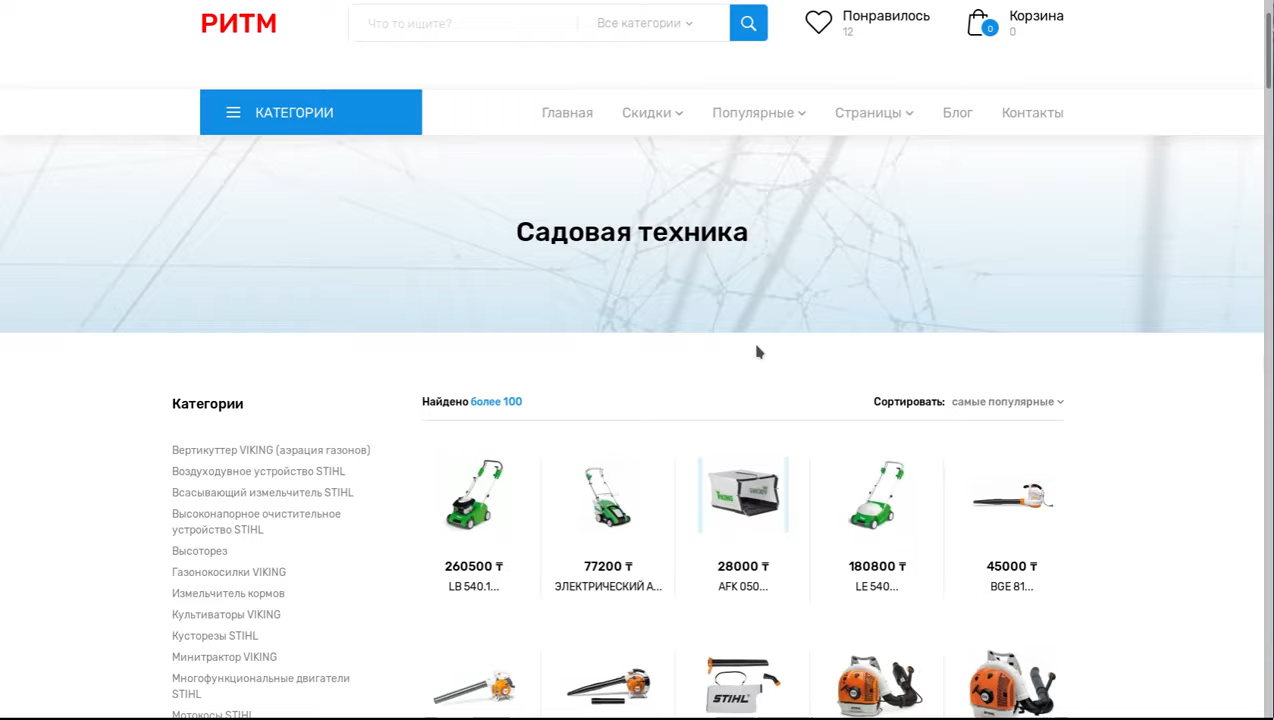 РИТМ
Что то ищите?
Все категории
Понравилось
12
0
Корзина
0
КАТЕГОРИИ
Главная
Скидки
Популярные
Страницы
Блог
Контакты
Садовая техника
Категории
Вертикуттер VIKING (аэрация газонов)
Воздуходувное устройство STIHL
Всасывающий измельчитель STIHL
Высоконапорное очистительное
устройство STIHL
Высоторез
Газонокосилки VIKING
Измельчитель кормов
Культиваторы VIKING
Кусторезы STIHL
Минитрактор VIKING
Многофункциональные двигатели
STIHL
Мотокосы STIHL
Найдено более 100
Сортировать: самые популярные
VIKING
260500 ₸
77200 ₸
28000 ₸
180800 ₸
45000 ₸
LB 540.1...
ЭЛЕКТРИЧЕСКИЙ А...
AFK 050...
LE 540...
BGE 81...
STIHL